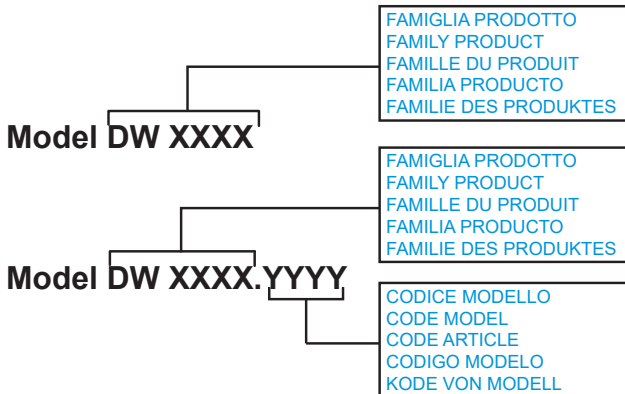 FAMIGLIA PRODOTTO
FAMILY PRODUCT
FAMILLE DU PRODUIT
FAMILIA PRODUCTO
FAMILIE DES PRODUKTES
Model DW XXXX
FAMIGLIA PRODOTTO
FAMILY PRODUCT
FAMILLE DU PRODUIT
FAMILIA PRODUCTO
FAMILIE DES PRODUKTES
Model DW XXXX.YYYY
CODICE MODELLO
CODE MODEL
CODE ARTICLE
CODIGO MODELO
KODE VON MODELL